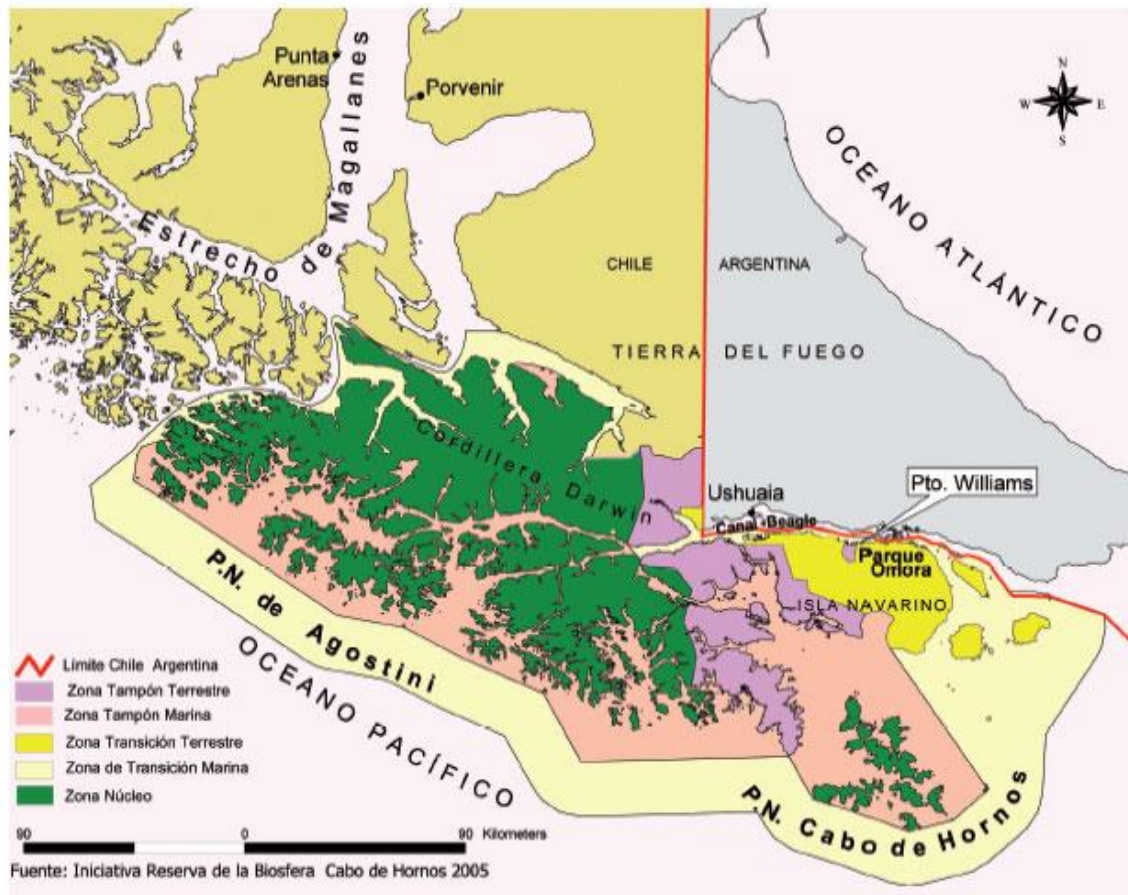 Punta
Arenas
Porvenir
N
W E
S
Estrecho de Magallanes
OCEANO ATLÁNTICO
CHILE
ARGENTINA
TIERRA DEL FUEGO
Cordillera Darwin
Ushuaia
Pto. Williams
Canal Beagle
Parque
Omora
ISLA NAVARINO
P.N. de Agostini
OCEANO PACÍFICO
P.N. Cabo de Hornos
Límite Chile Argentina
Zona Tampón Terrestre
Zona Tampón Marina
Zona Transición Terrestre
Zona de Transición Marina
Zona Núcleo
90 0 90 Kilometers
Fuente: Iniciativa Reserva de la Biosfera Cabo de Hornos 2005